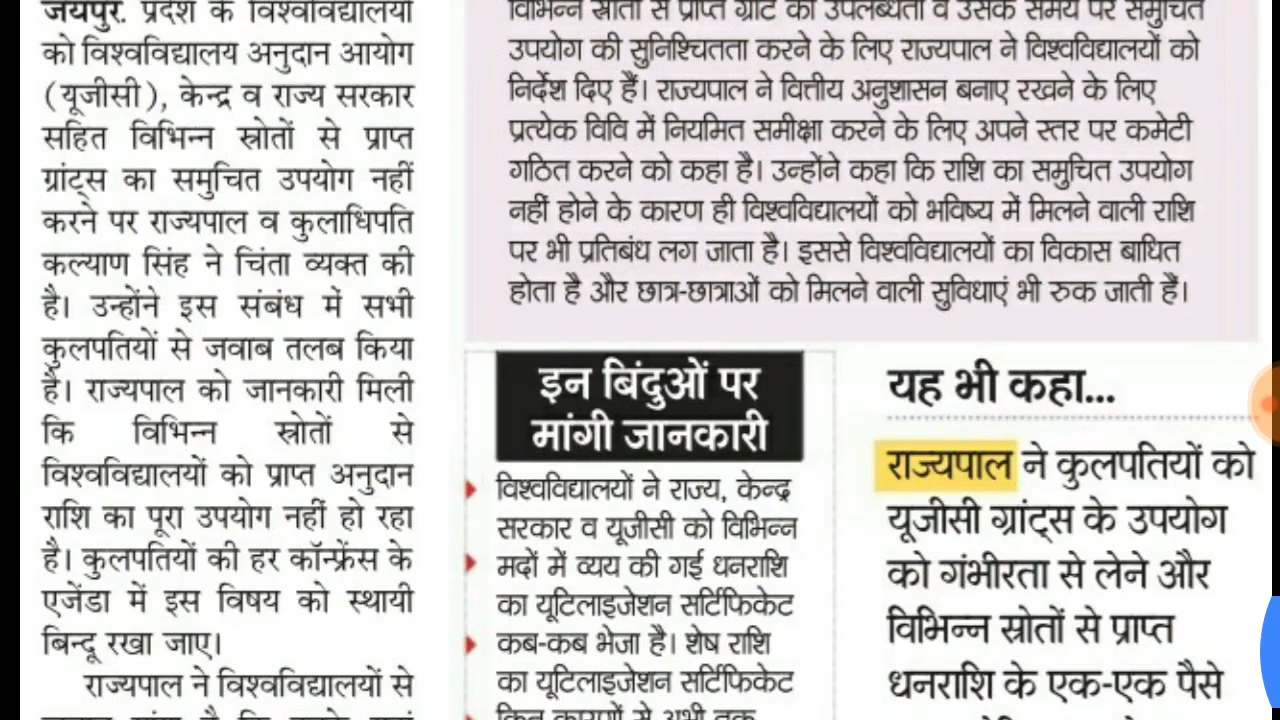 जयपुर. प्रदेश के विश्वविद्यालयों
को विश्वविद्यालय अनुदान आयोग
(यूजीसी), केन्द्र व राज्य सरकार
सहित विभिन्न स्रोतों से प्राप्त
ग्रांट्स का समुचित उपयोग नहीं
करने पर राज्यपाल व कुलाधिपति
कल्याण सिंह ने चिंता व्यक्त की
है। उन्होंने इस संबंध में सभी
कुलपतियों से जवाब तलब किया
है। राज्यपाल को जानकारी मिली
कि विभिन्न स्रोतों से
विश्वविद्यालयों को प्राप्त अनुदान
राशि का पूरा उपयोग नहीं हो रहा
है। कुलपतियों की हर कॉन्फ्रेंस के
एजेंडा में इस विषय को स्थायी
बिन्दू रखा जाए।
राज्यपाल ने विश्वविद्यालयों से
विभिन्न स्रोतों से प्राप्त ग्रांट की उपलब्धता व उसके समय पर समुचित
उपयोग की सुनिश्चितता करने के लिए राज्यपाल ने विश्वविद्यालयों को
निर्देश दिए हैं। राज्यपाल ने वित्तीय अनुशासन बनाए रखने के लिए
प्रत्येक विवि में नियमित समीक्षा करने के लिए अपने स्तर पर कमेटी
गठित करने को कहा है। उन्होंने कहा कि राशि का समुचित उपयोग
नहीं होने के कारण ही विश्वविद्यालयों को भविष्य में मिलने वाली राशि
पर भी प्रतिबंध लग जाता है। इससे विश्वविद्यालयों का विकास बाधित
होता है और छात्र-छात्राओं को मिलने वाली सुविधाएं भी रुक जाती हैं।
इन बिंदुओं पर
मांगी जानकारी
विश्वविद्यालयों ने राज्य, केन्द्र
सरकार व यूजीसी को विभिन्न
मदों में व्यय की गई धनराशि
का यूटिलाइजेशन सर्टिफिकेट
कब-कब भेजा है। शेष राशि
का यूटिलाइजेशन सर्टिफिकेट
किन कारणों से अभी तक
यह भी कहा...
राज्यपाल ने कुलपतियों को
यूजीसी ग्रांट्स के उपयोग
को गंभीरता से लेने और
विभिन्न स्रोतों से प्राप्त
धनराशि के एक-एक पैसे